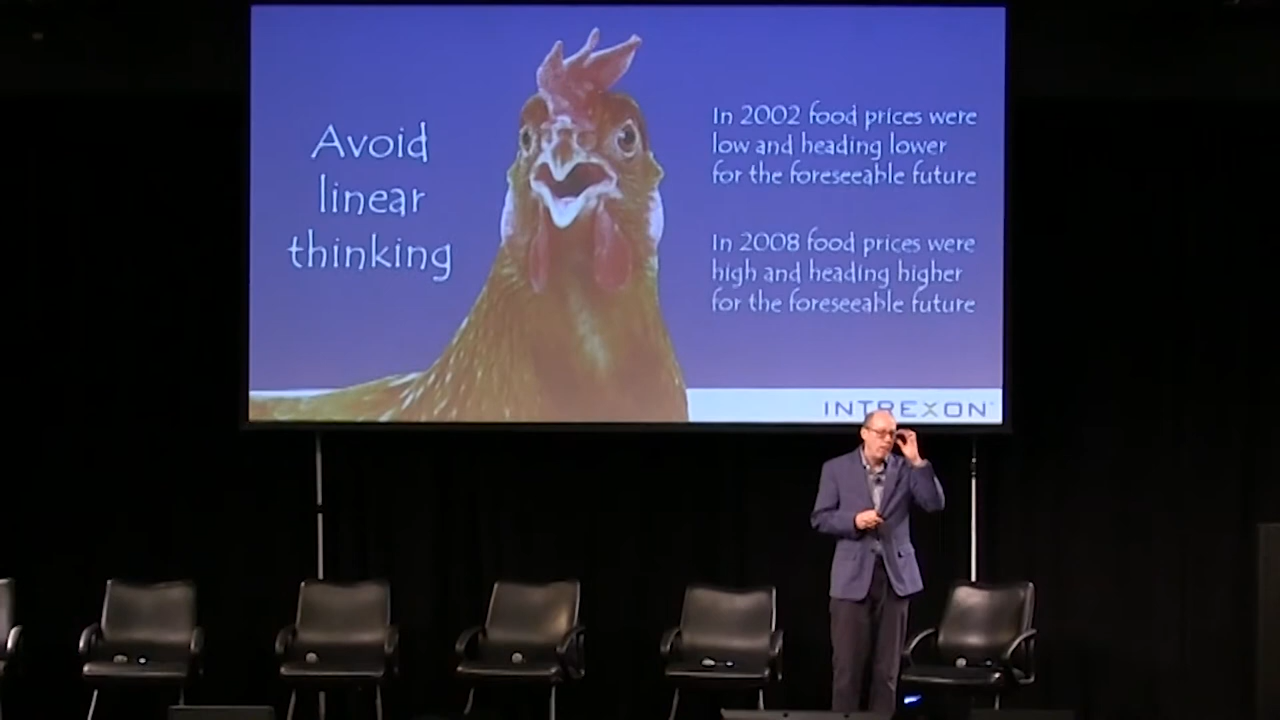 Avoid
linear
thinking
In 2002 food prices were
low and heading lower
for the foreseeable future
In 2008 food prices were
high and heading higher
for the foreseeable future
INTREXON